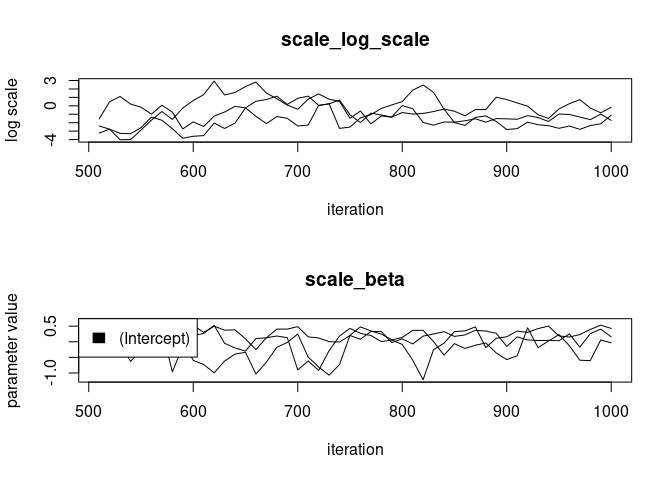 scale_log_scale
log scale
3
0
-4
500
600
700
800
900
1000
iteration
scale_beta
parameter value
0.5
-1.0
(Intercept)
500
600
700
800
900
1000
iteration